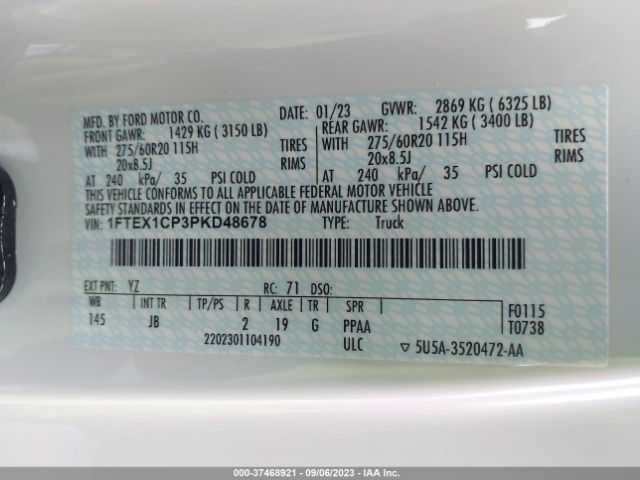 MFD. BY FORD MOTOR CO. DATE: 01/23 GVWR: 2869 KG ( 6325 LB)
FRONT GAWR: 1429 KG ( 3150 LB) REAR GAWR: 1542 KG ( 3400 LB)
WITH 275/60R20 115H TIRES WITH 275/60R20 115H TIRES
20x8.5J RIMS 20x8.5J RIMS
AT 240 kPa/ 35 PSI COLD AT 240 kPa/ 35 PSI COLD
THIS VEHICLE CONFORMS TO ALL APPLICABLE FEDERAL MOTOR VEHICLE
SAFETY STANDARDS IN EFFECT ON THE DATE OF MANUFACTURE SHOWN ABOVE.
VIN: 1FTEX1CP3PKD48678 TYPE: Truck
EXT PNT: YZ RC: 71 DSO:
WB INT TR TP/PS R AXLE TR SPR F0115
145 JB 2 19 G PPAA T0738
2202301104190 ULC ▽ 5U5A-3520472-AA
000-37468921 - 09/06/2023 - IAAI.COM